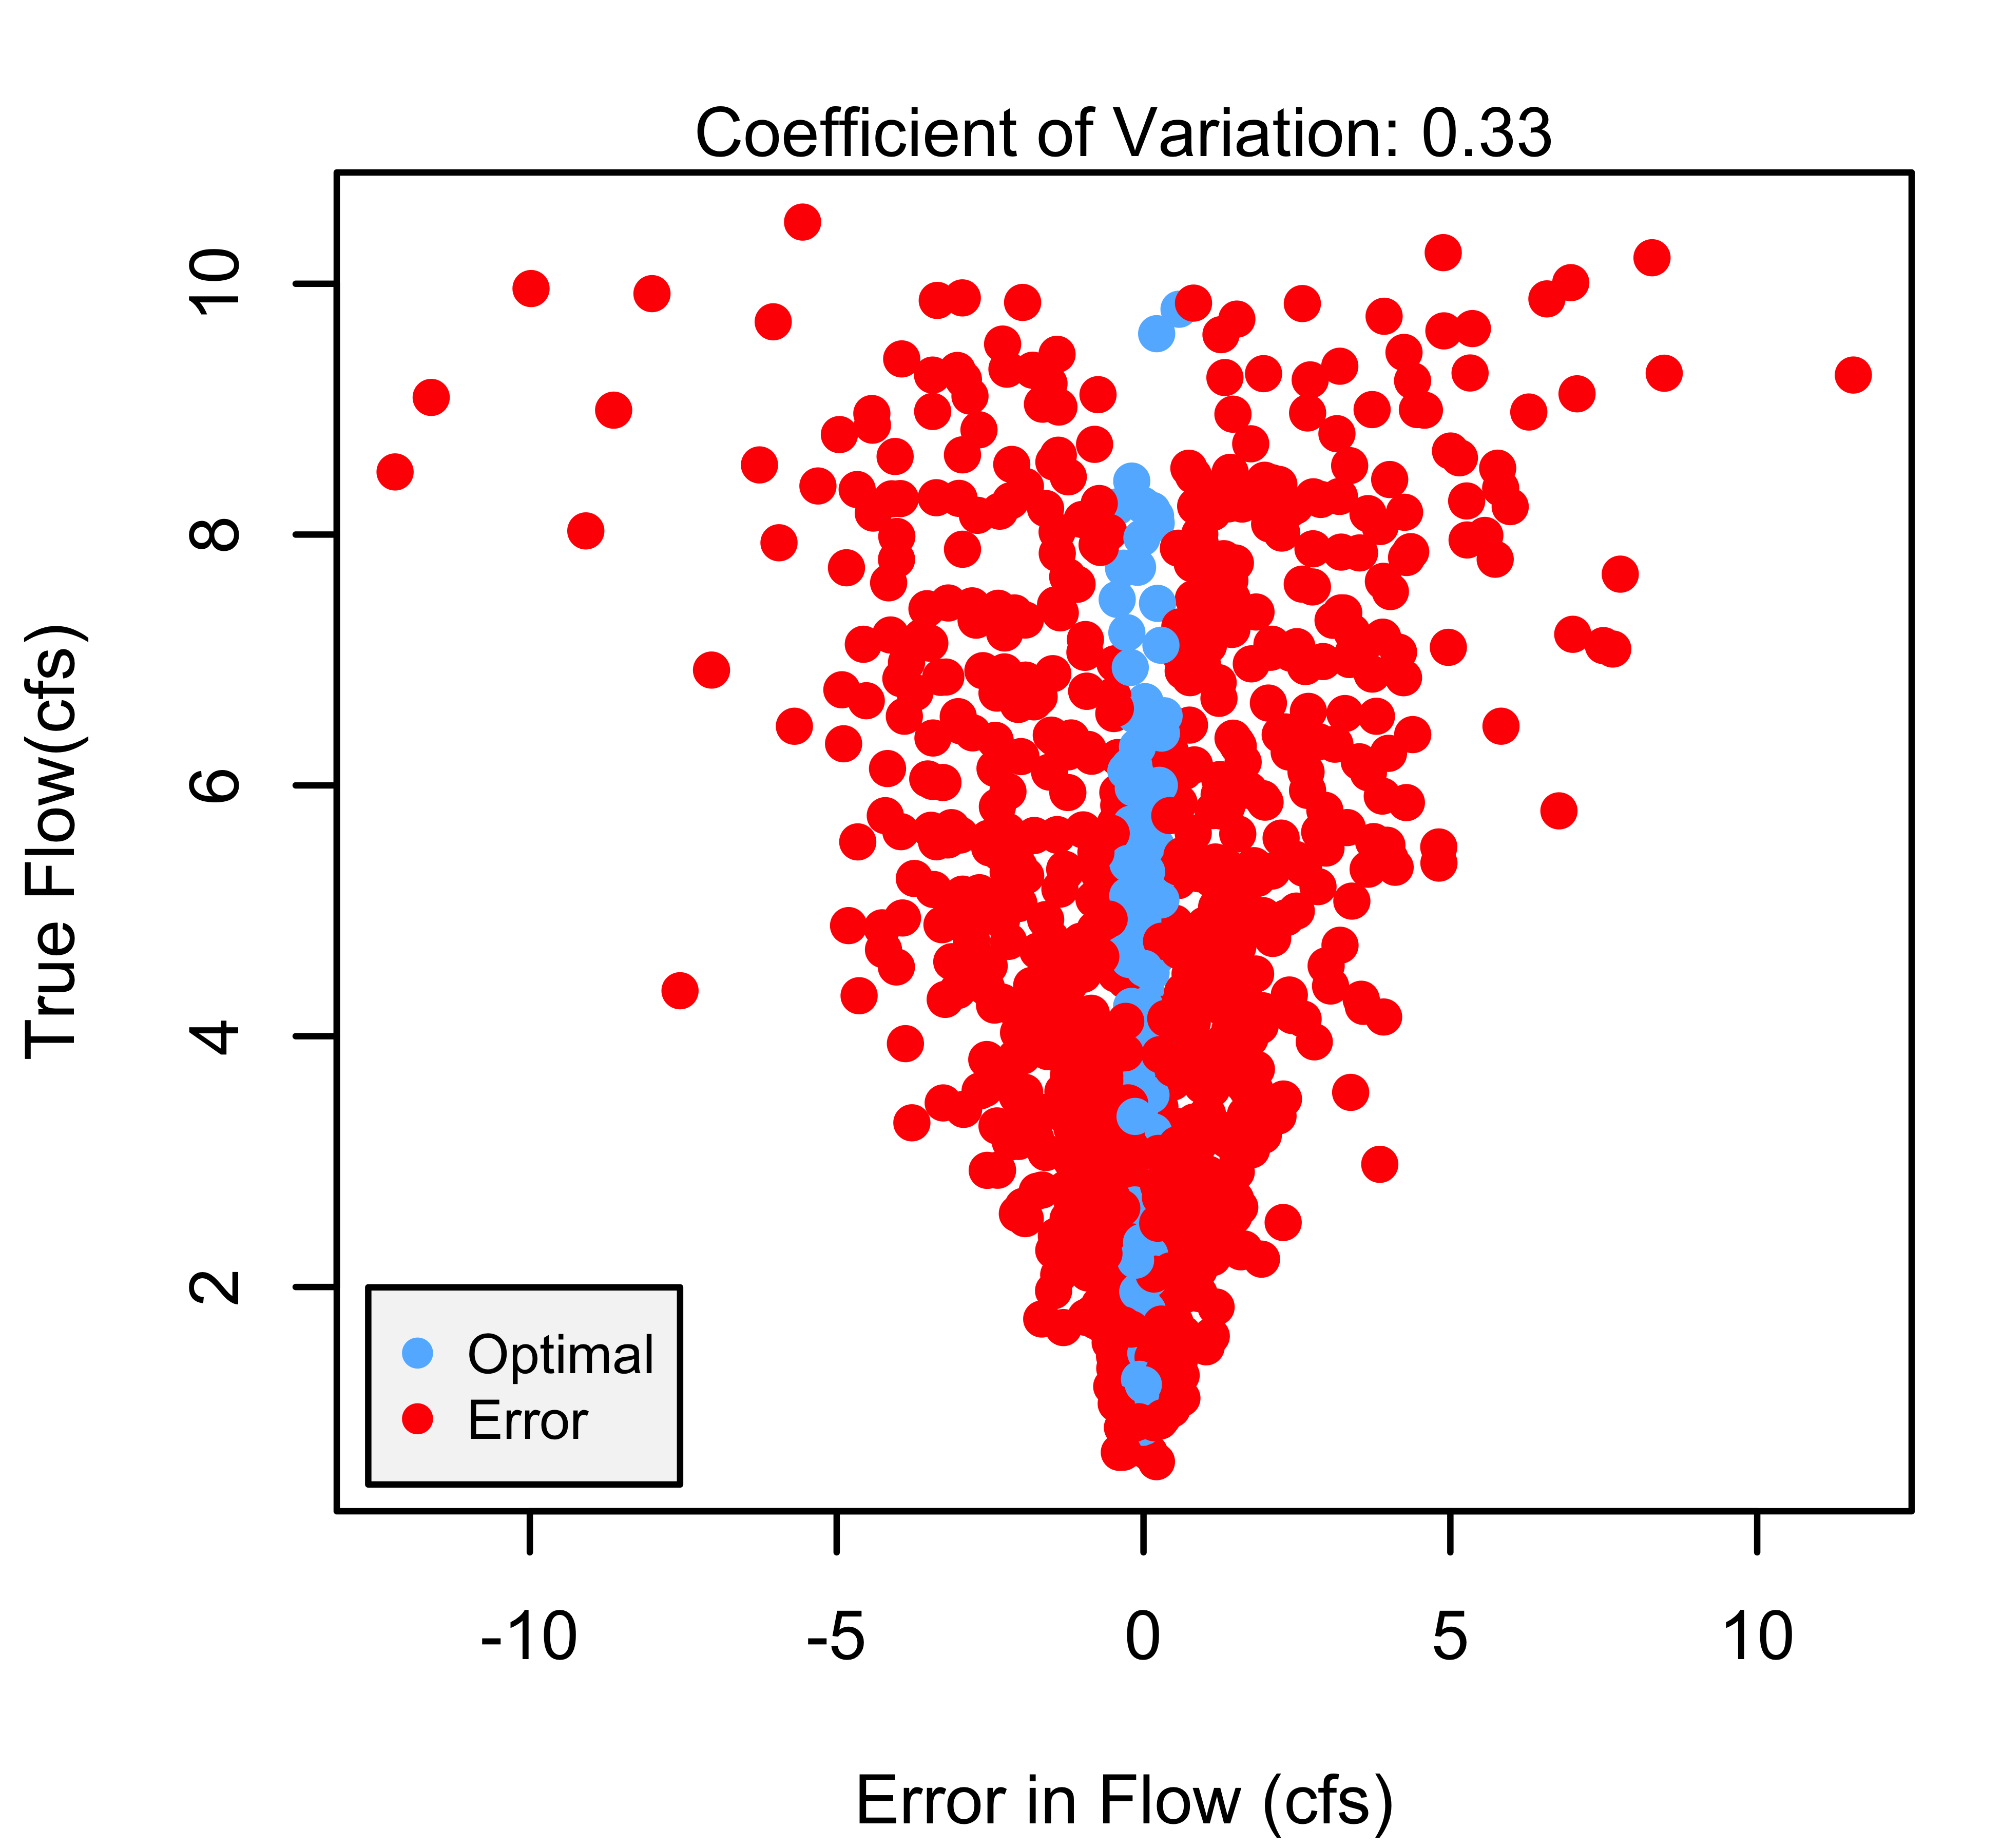 Coefficient of Variation: 0.33
True Flow(cfs)
10
8
6
4
2
Optimal
Error
-10
-5
0
5
10
Error in Flow (cfs)